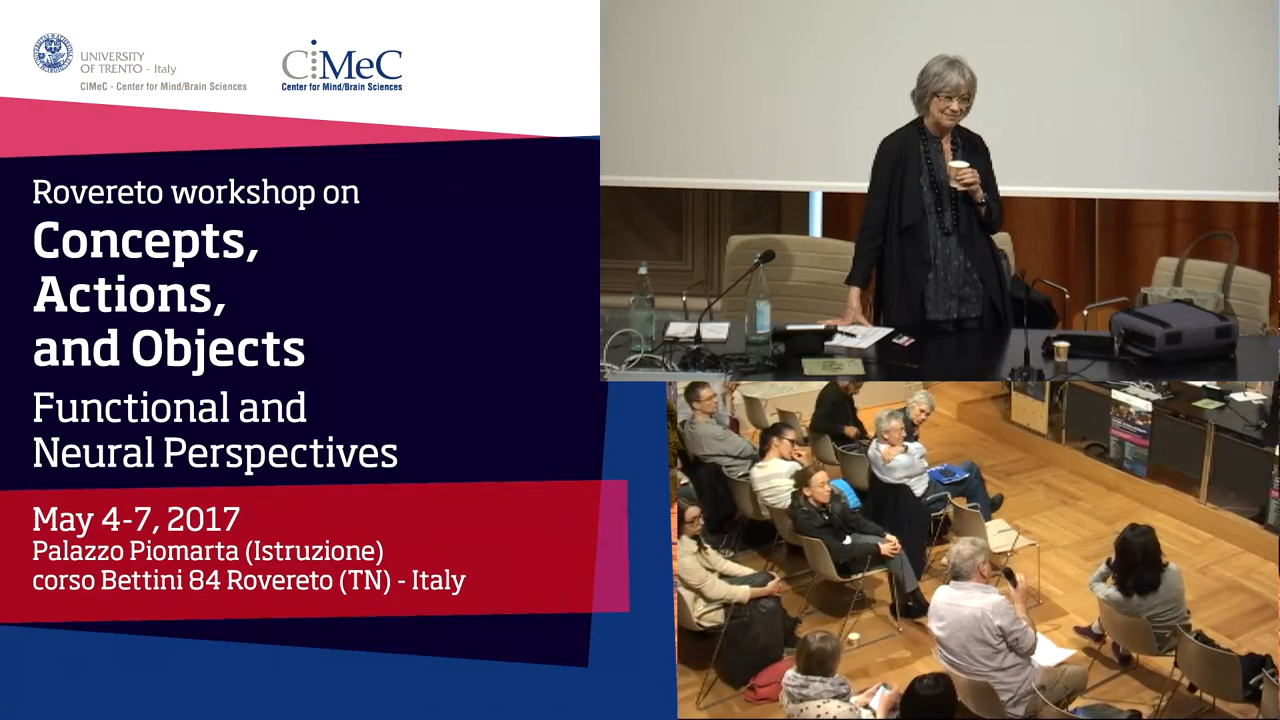 UNIVERSITY
OF TRENTO - Italy
CIMeC - Center for Mind/Brain Sciences
CiMeC
Center for Mind/Brain Sciences
Rovereto workshop on
Concepts,
Actions,
and Objects
Functional and
Neural Perspectives
May 4-7, 2017
Palazzo Piomarta (Istruzione)
corso Bettini 84 Rovereto (TN) - Italy